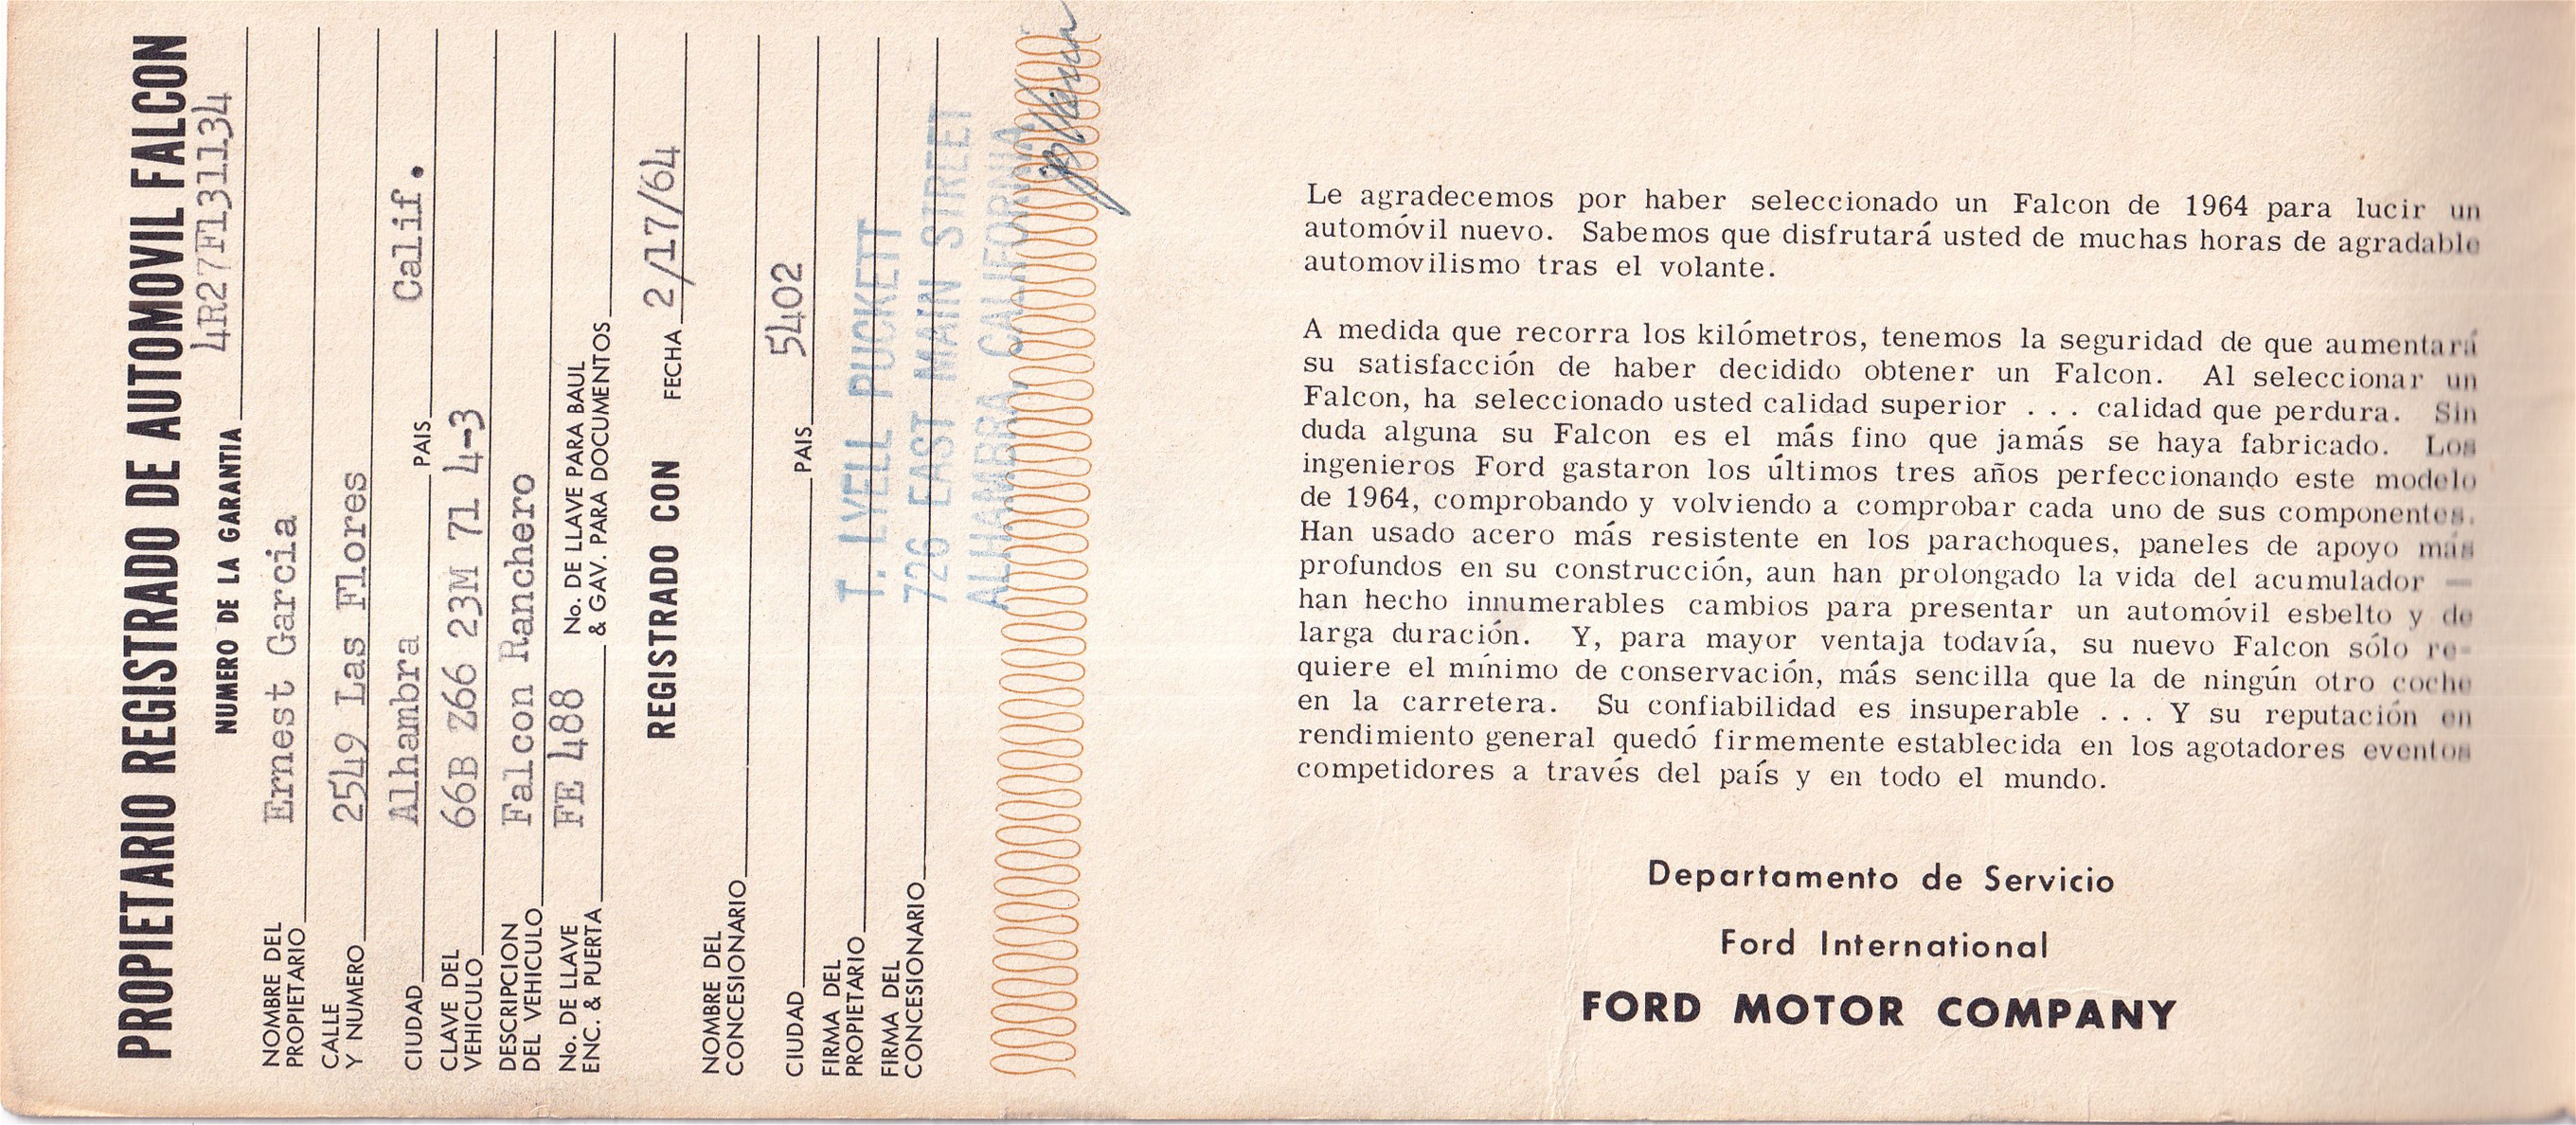 PROPIETARIO REGISTRADO DE AUTOMOVIL FALCON
NUMERO DE LA GARANTIA 4R27F131134
NOMBRE DEL
PROPIETARIO Ernest Garcia
CALLE
Y NUMERO 2549 Las Flores
CIUDAD Alhambra PAIS Calif.
CLAVE DEL
VEHICULO 66B Z66 23M 71 4-3
DESCRIPCION
DEL VEHICULO Falcon Ranchero
No. DE LLAVE
ENC. & PUERTA FE 488 No. DE LLAVE PARA BAUL
& GAV. PARA DOCUMENTOS
REGISTRADO CON FECHA 2/17/64
NOMBRE DEL
CONCESIONARIO
CIUDAD PAIS 5402
FIRMA DEL
PROPIETARIO
FIRMA DEL
CONCESIONARIO
T. LYELL PUCKETT
726 EAST MAIN STREET
ALHAMBRA, CALIFORNIA
Le agradecemos por haber seleccionado un Falcon de 1964 para lucir un
automóvil nuevo. Sabemos que disfrutará usted de muchas horas de agradable
automovilismo tras el volante.
A medida que recorra los kilómetros, tenemos la seguridad de que aumentará
su satisfacción de haber decidido obtener un Falcon. Al seleccionar un
Falcon, ha seleccionado usted calidad superior . . . calidad que perdura. Sin
duda alguna su Falcon es el más fino que jamás se haya fabricado. Los
ingenieros Ford gastaron los últimos tres años perfeccionando este modelo
de 1964, comprobando y volviendo a comprobar cada uno de sus componentes.
Han usado acero más resistente en los parachoques, paneles de apoyo más
profundos en su construcción, aun han prolongado la vida del acumulador —
han hecho innumerables cambios para presentar un automóvil esbelto y de
larga duración. Y, para mayor ventaja todavía, su nuevo Falcon sólo re-
quiere el mínimo de conservación, más sencilla que la de ningún otro coche
en la carretera. Su confiabilidad es insuperable . . . Y su reputación en
rendimiento general quedó firmemente establecida en los agotadores eventos
competidores a través del país y en todo el mundo.
Departamento de Servicio
Ford International
FORD MOTOR COMPANY